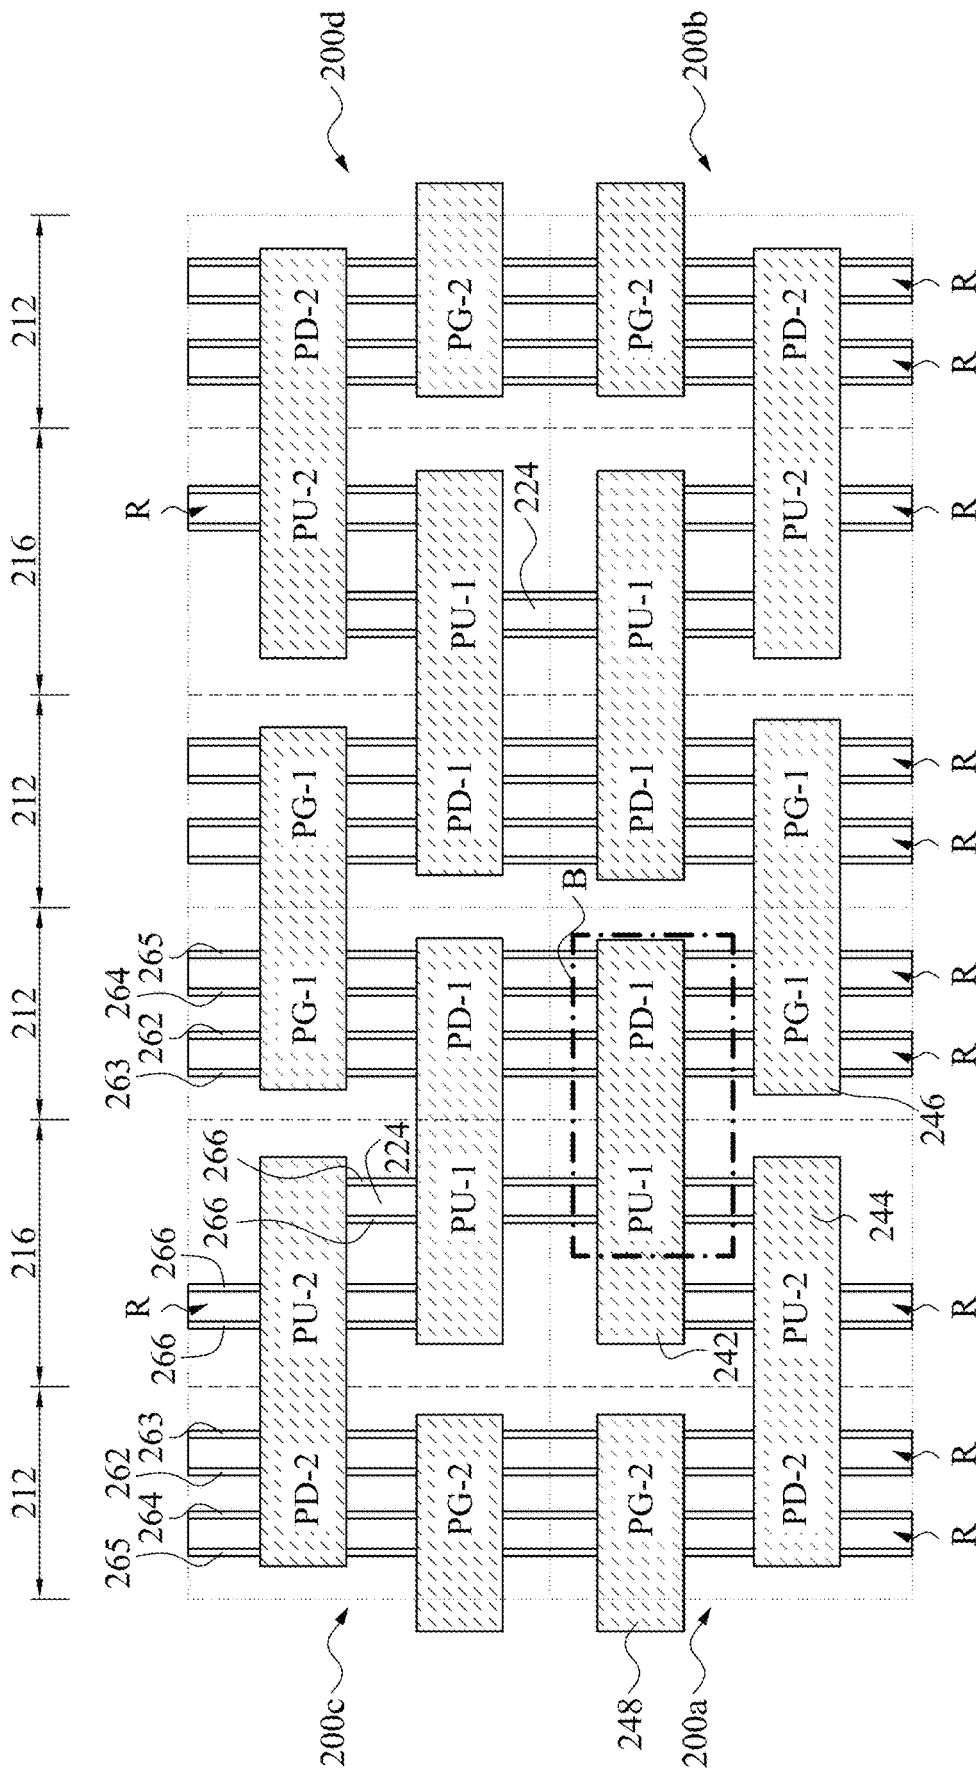 212 216 212 212 216 212
265 264 262 263 266 R 266 263 262 264 265 R
266 266
200c PD-2 PU-2 PG-1 PG-1 PU-2 PD-2 200d
224
PG-2 PU-1 PD-1 PD-1 PU-1 PG-2
224
B
248 PG-2 PU-1 PD-1 PD-1 PU-1 PG-2
200a 242 200b
PD-2 PU-2 PG-1 PG-1 PU-2 PD-2
244 246
R R R R R R R R R R